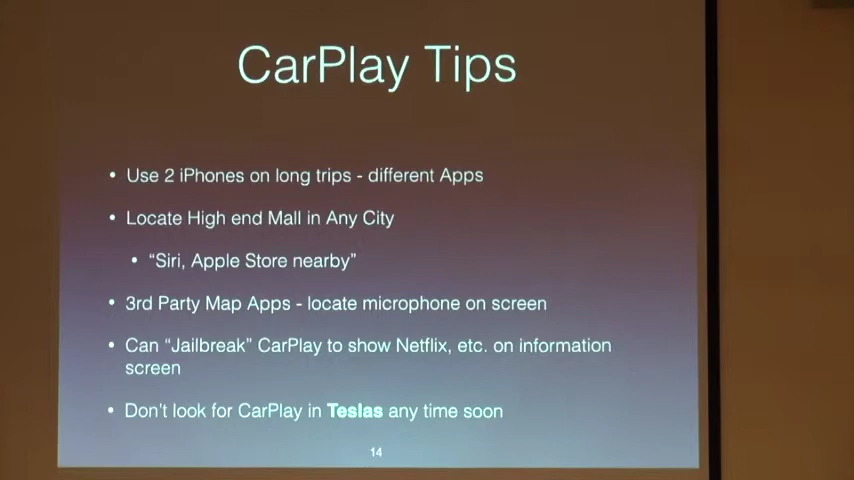 CarPlay Tips
• Use 2 iPhones on long trips - different Apps
• Locate High end Mall in Any City
• “Siri, Apple Store nearby”
• 3rd Party Map Apps - locate microphone on screen
• Can “Jailbreak” CarPlay to show Netflix, etc. on information
screen
• Don’t look for CarPlay in Teslas any time soon
14